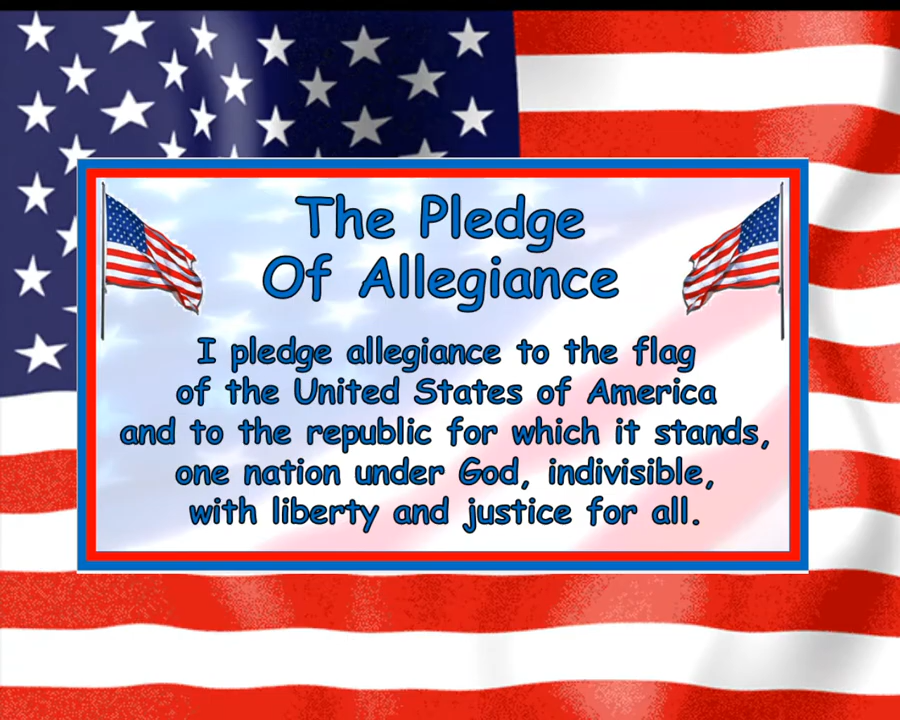 The Pledge
Of Allegiance
I pledge allegiance to the flag
of the United States of America
and to the republic for which it stands,
one nation under God, indivisible,
with liberty and justice for all.